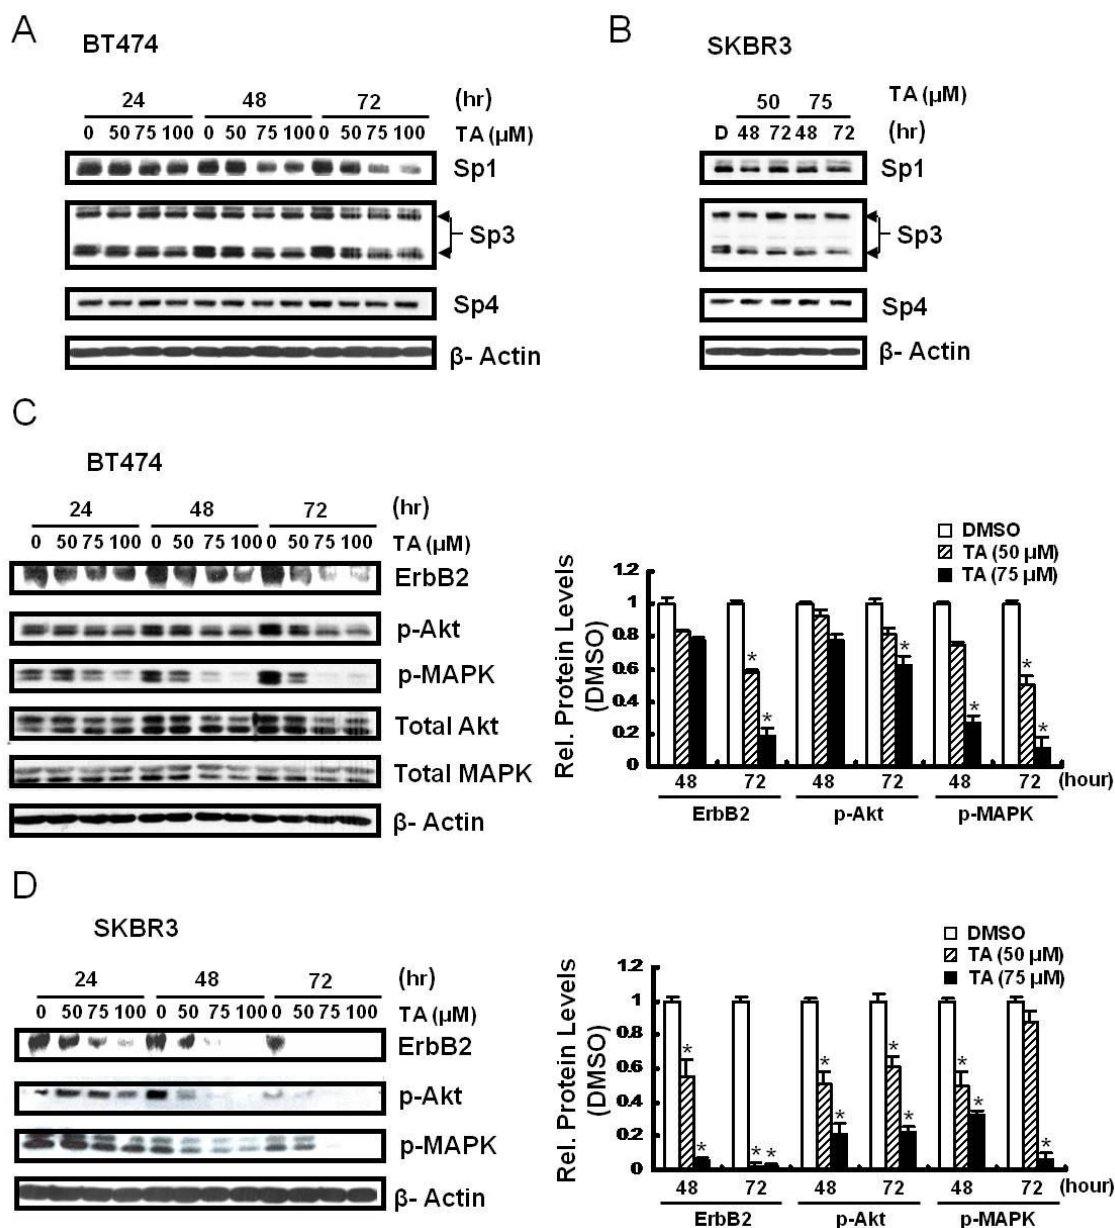 A
BT474
24 48 72 (hr)
0 50 75 100 0 50 75 100 0 50 75 100 TA (µM)
Sp1
Sp3
Sp4
β- Actin
B
SKBR3
50 75 TA (µM)
D 48 72 48 72 (hr)
Sp1
Sp3
Sp4
β- Actin
C
BT474
24 48 72 (hr)
0 50 75 100 0 50 75 100 0 50 75 100 TA (µM)
ErbB2
p-Akt
p-MAPK
Total Akt
Total MAPK
β- Actin
DMSO
TA (50 µM)
TA (75 µM)
Rel. Protein Levels
(DMSO)
1.2
1
0.8
0.6
0.4
0.2
0
* * * * * *
48 72 48 72 48 72 (hour)
ErbB2 p-Akt p-MAPK
D
SKBR3
24 48 72 (hr)
0 50 75 100 0 50 75 100 0 50 75 100 TA (µM)
ErbB2
p-Akt
p-MAPK
β- Actin
DMSO
TA (50 µM)
TA (75 µM)
Rel. Protein Levels
(DMSO)
1.2
1
0.8
0.6
0.4
0.2
0
* * * * * * * * * * *
48 72 48 72 48 72 (hour)
ErbB2 p-Akt p-MAPK